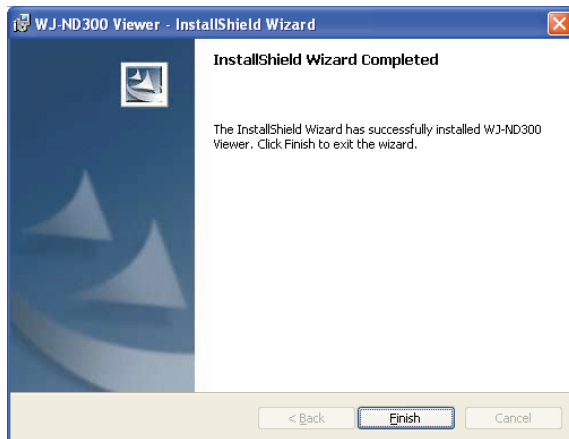 WJ-ND300 Viewer - InstallShield Wizard
InstallShield Wizard Completed
The InstallShield Wizard has successfully installed WJ-ND300
Viewer. Click Finish to exit the wizard.
< Back
Finish
Cancel